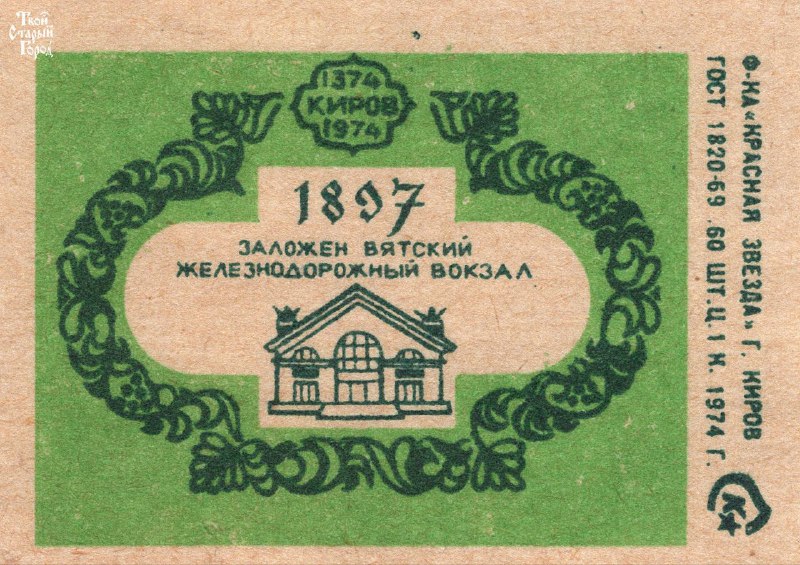 Твой
Старый
Город
1374
КИРОВ
1974
1897
ЗАЛОЖЕН ВЯТСКИЙ
ЖЕЛЕЗНОДОРОЖНЫЙ ВОКЗАЛ
Ф-КА «КРАСНАЯ ЗВЕЗДА» Г. КИРОВ
ГОСТ 1820-69. 60 ШТ. Ц. 1 К. 1974 Г.
К